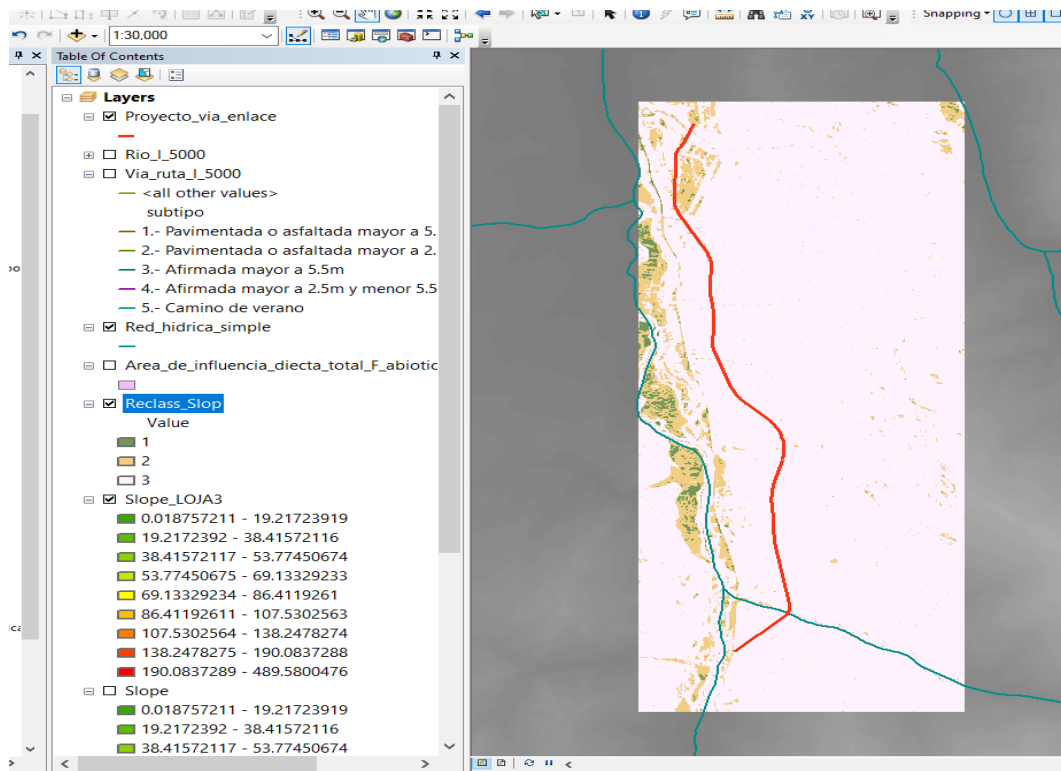 Snapping
1:30,000
Table Of Contents
Layers
Proyecto_via_enlace
Rio_l_5000
Via_ruta_l_5000
<all other values>
subtipo
1.- Pavimentada o asfaltada mayor a 5.
2.- Pavimentada o asfaltada mayor a 2.
3.- Afirmada mayor a 5.5m
4.- Afirmada mayor a 2.5m y menor 5.5
5.- Camino de verano
Red_hidrica_simple
Area_de_influencia_diecta_total_F_abiotic
Reclass_Slop
Value
1
2
3
Slope_LOJA3
0.018757211 - 19.21723919
19.2172392 - 38.41572116
38.41572117 - 53.77450674
53.77450675 - 69.13329233
69.13329234 - 86.4119261
86.41192611 - 107.5302563
107.5302564 - 138.2478274
138.2478275 - 190.0837288
190.0837289 - 489.5800476
Slope
0.018757211 - 19.21723919
19.2172392 - 38.41572116
38.41572117 - 53.77450674